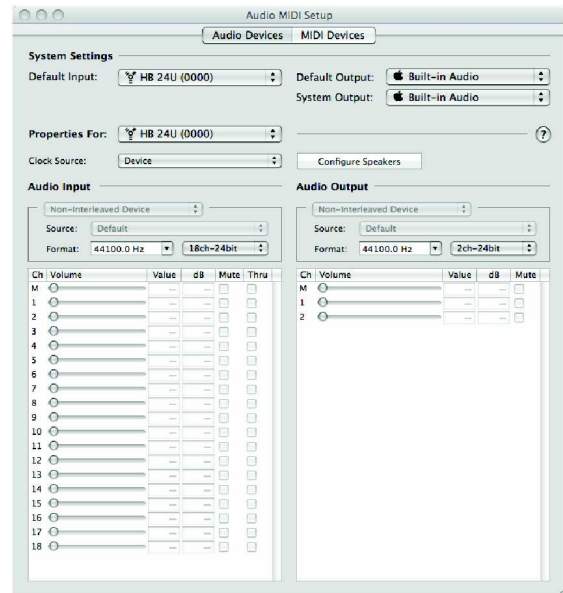 Audio MIDI Setup
Audio Devices MIDI Devices
System Settings
Default Input: HB 24U (0000) Default Output: Built-in Audio
System Output: Built-in Audio
Properties For: HB 24U (0000) ?
Clock Source: Device Configure Speakers
Audio Input Audio Output
Non-Interleaved Device Non-Interleaved Device
Source: Default Source: Default
Format: 44100.0 Hz 18ch-24bit Format: 44100.0 Hz 2ch-24bit
Ch Volume Value dB Mute Thru Ch Volume Value dB Mute
M M
1 1
2 2
3
4
5
6
7
8
9
10
11
12
13
14
15
16
17
18